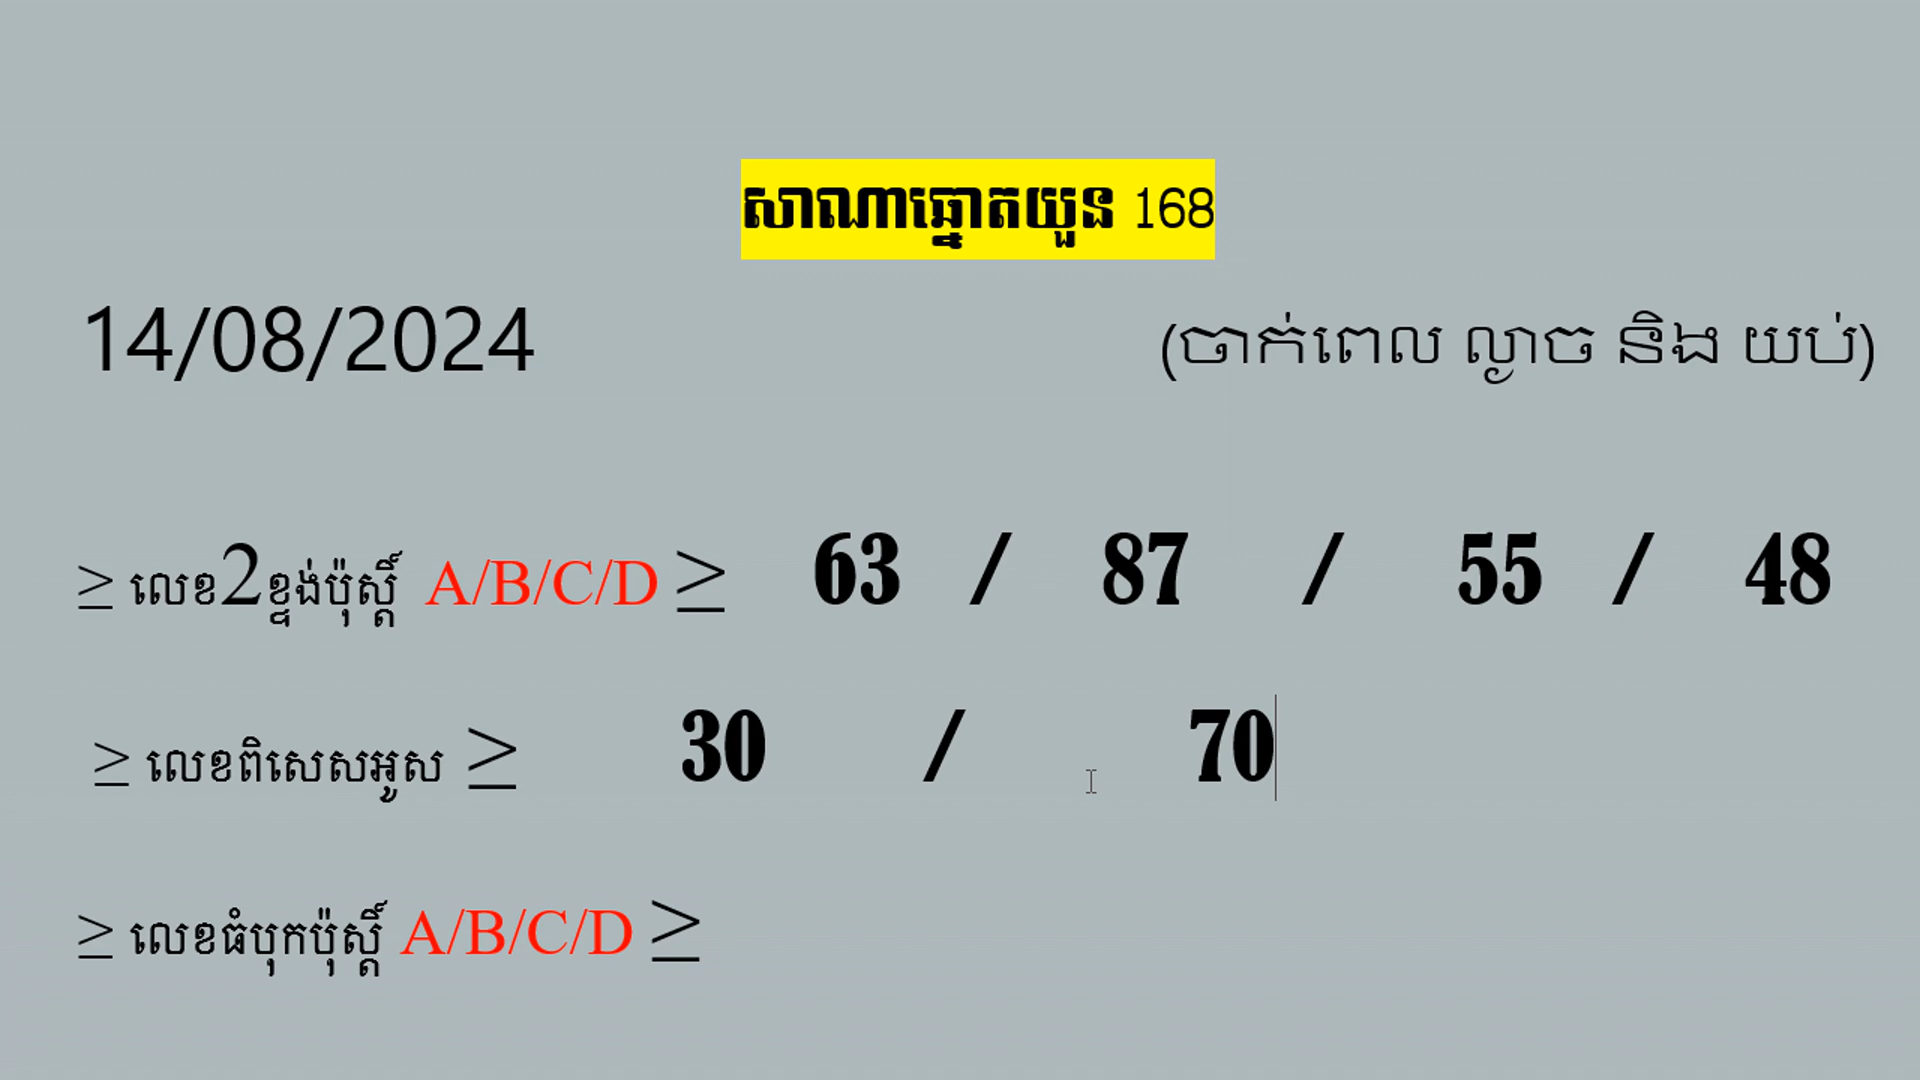 សាណាឆ្នោតយួន 168
14/08/2024 (ចាក់ពេល ល្ងាច និង យប់)
≥ លេខ2ខ្ទង់ប៉ុស្តិ៍ A/B/C/D ≥ 63 / 87 / 55 / 48
≥ លេខពិសេសអូស ≥ 30 / 70
≥ លេខធំបុកប៉ុស្តិ៍ A/B/C/D ≥